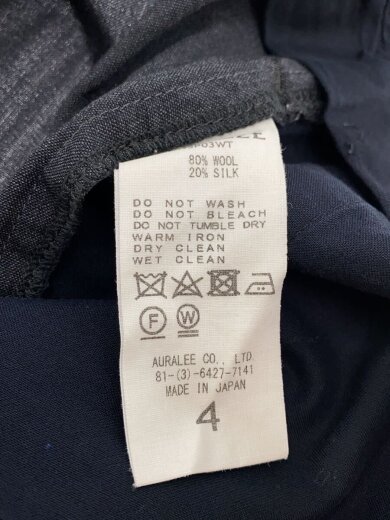 80% WOOL
20% SILK
DO NOT WASH
DO NOT BLEACH
DO NOT TUMBLE DRY
WARM IRON
DRY CLEAN
WET CLEAN
F W
AURALEE CO., LTD.
81-(3)-6427-7141
MADE IN JAPAN
4